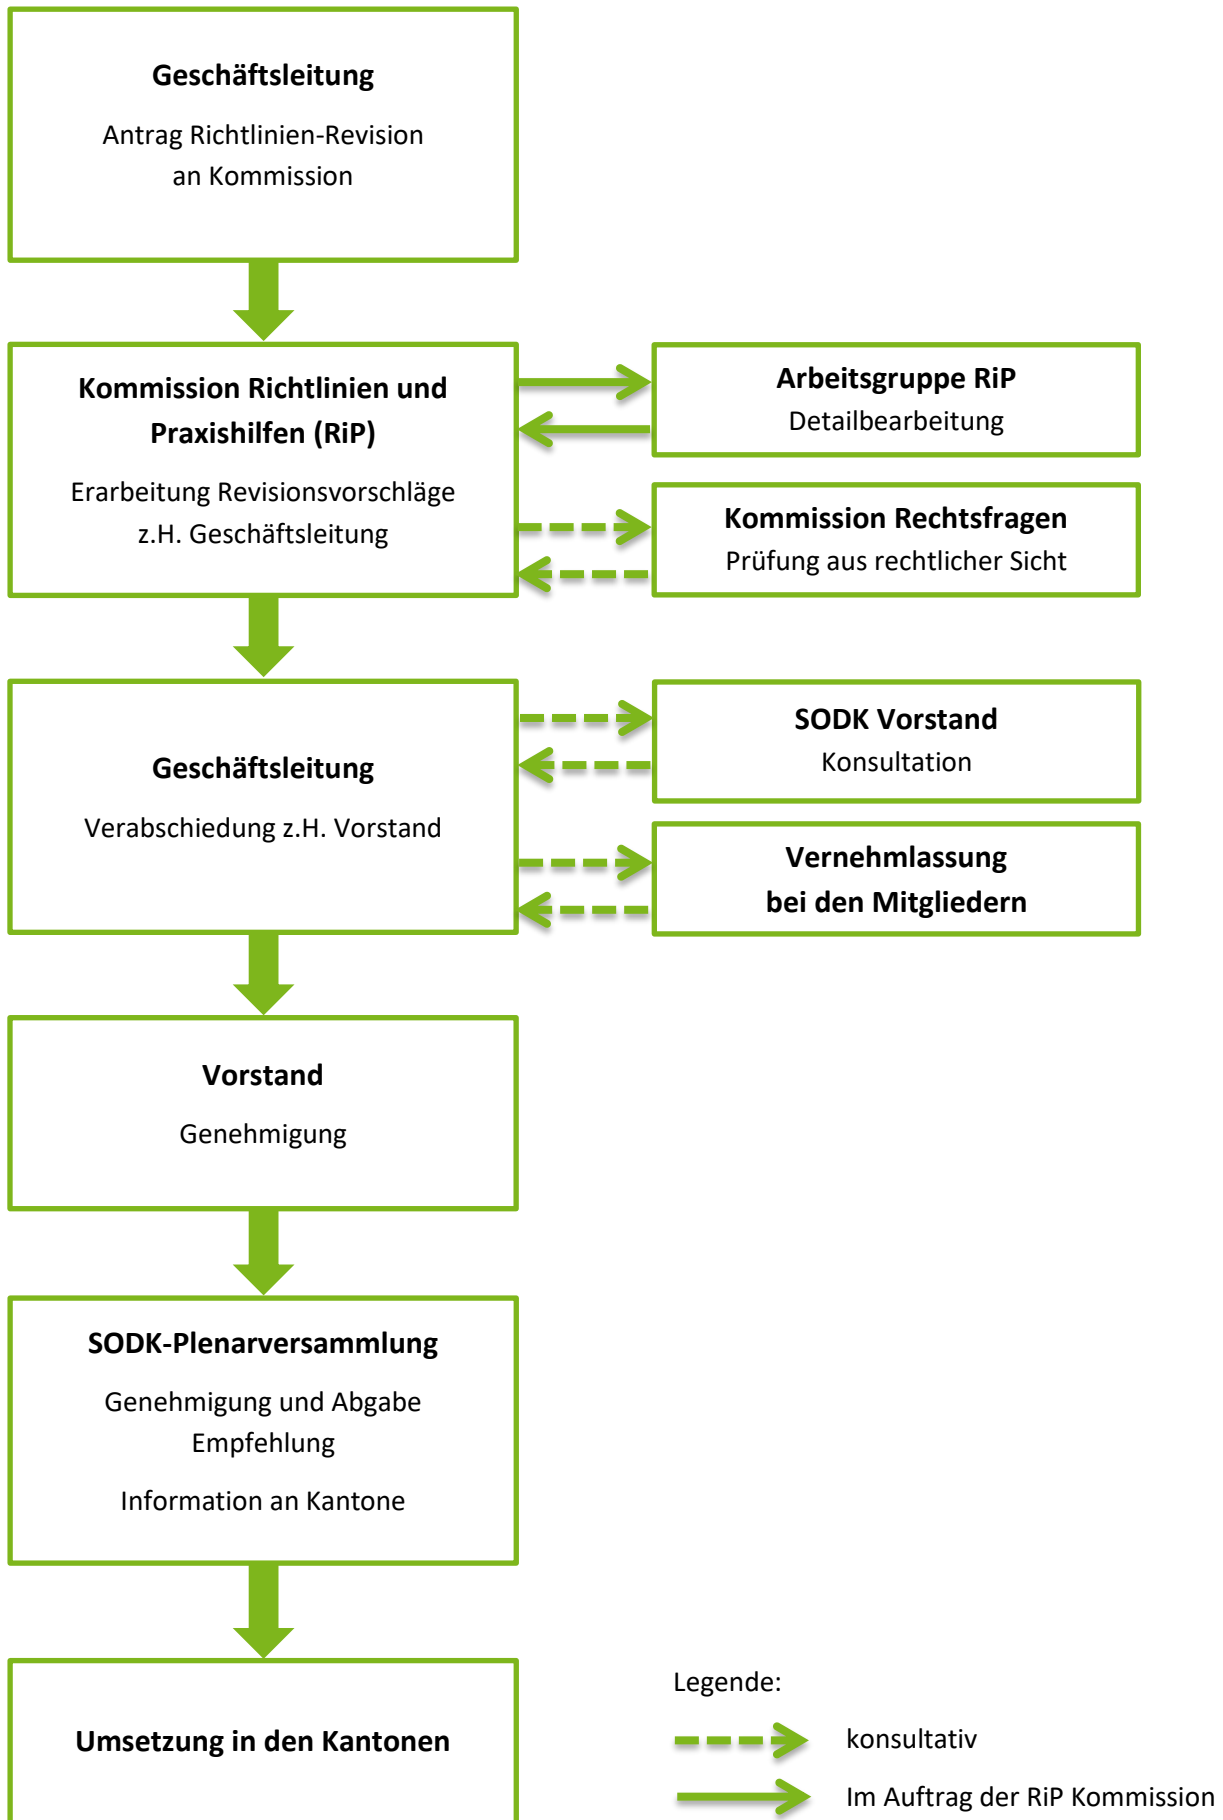 Geschäftsleitung
Antrag Richtlinien-Revision
an Kommission
Kommission Richtlinien und
Praxishilfen (RiP)
Erarbeitung Revisionsvorschläge
z.H. Geschäftsleitung
Arbeitsgruppe RiP
Detailbearbeitung
Kommission Rechtsfragen
Prüfung aus rechtlicher Sicht
Geschäftsleitung
Verabschiedung z.H. Vorstand
SODK Vorstand
Konsultation
Vernehmlassung
bei den Mitgliedern
Vorstand
Genehmigung
SODK-Plenarversammlung
Genehmigung und Abgabe
Empfehlung
Information an Kantone
Umsetzung in den Kantonen
Legende:
konsultativ
Im Auftrag der RiP Kommission